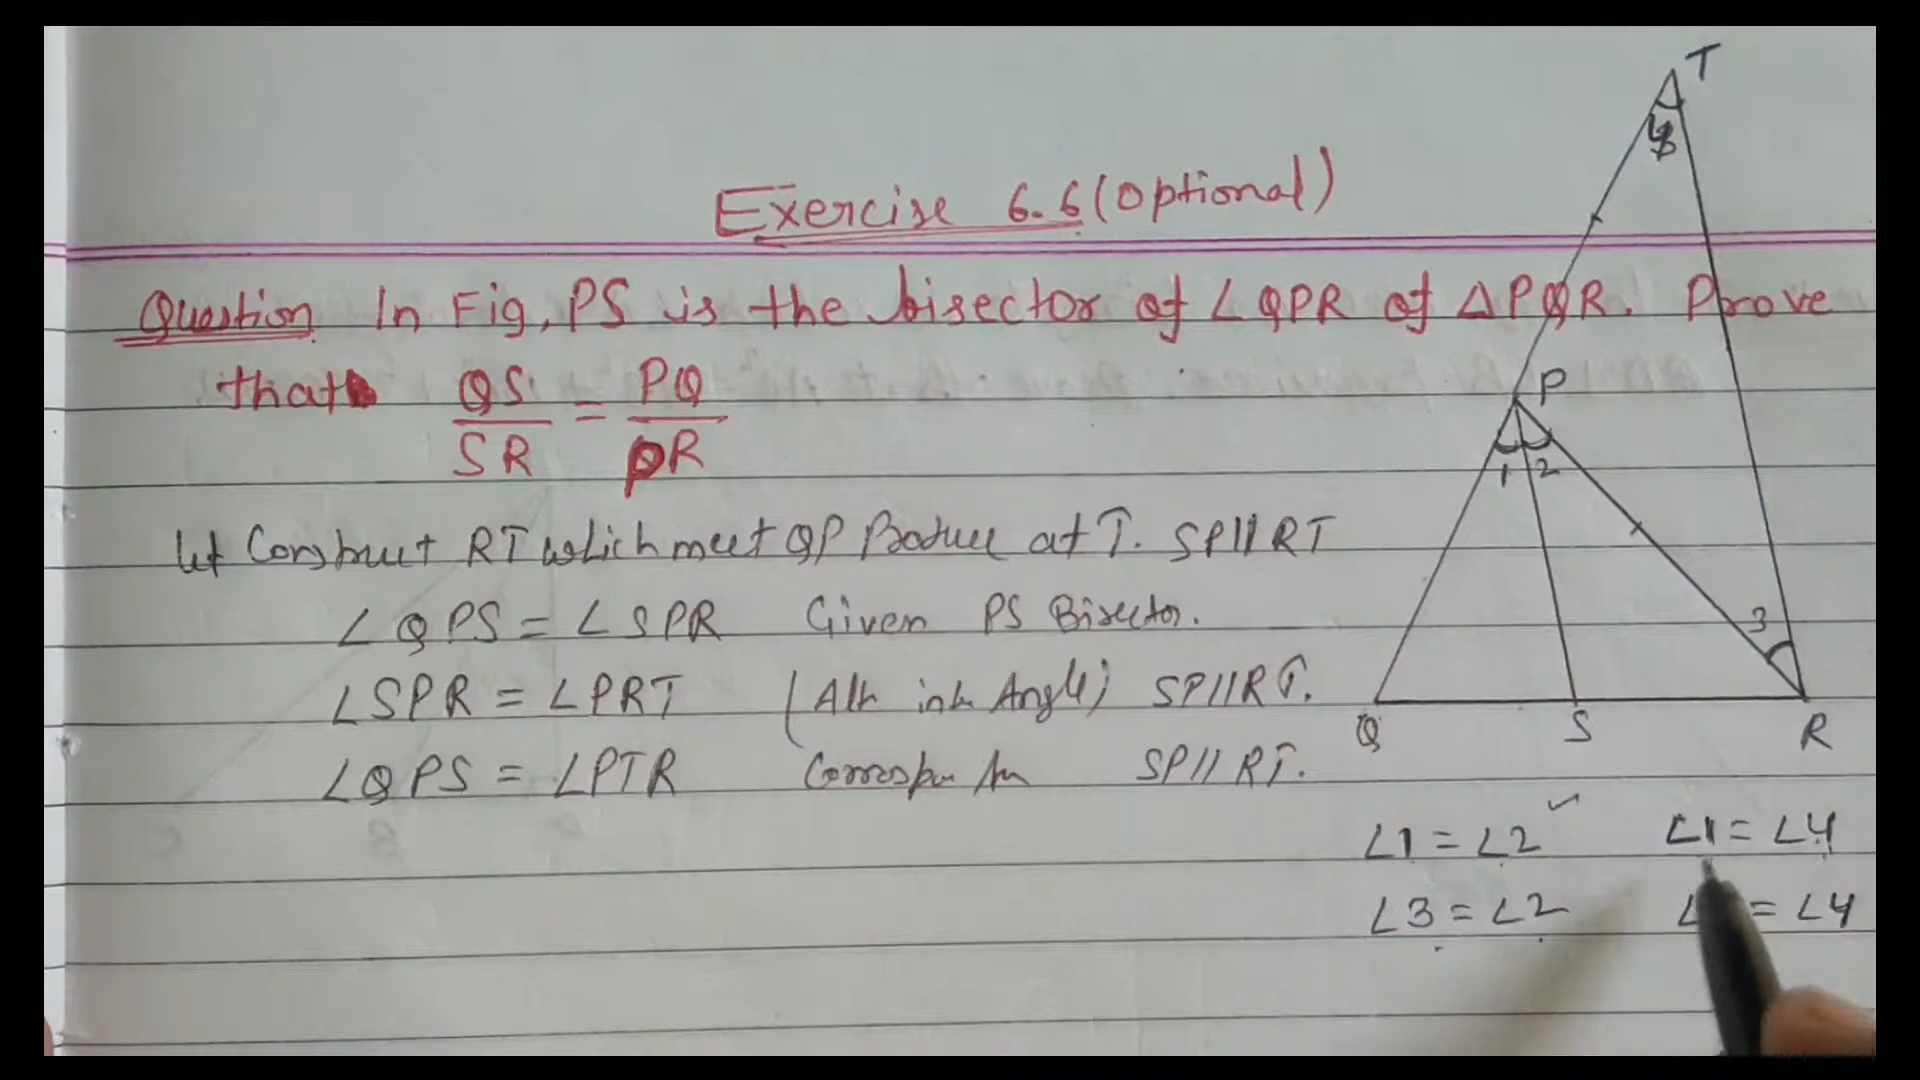 Exercise 6.6 (Optional)
Question In Fig, PS is the bisector of ∠QPR of ΔPQR. Prove
that QS/SR = PQ/PR
let Construct RT which meet QP Produce at T. SP||RT
∠QPS = ∠SPR Given PS Bisector.
∠SPR = ∠PRT (Alt int Angle) SP||RT.
∠QPS = ∠PTR SP||RT.
∠1 = ∠2 ∠1 = ∠4
∠3 = ∠2 = ∠4
T
4
P
1 2
3
Q S R